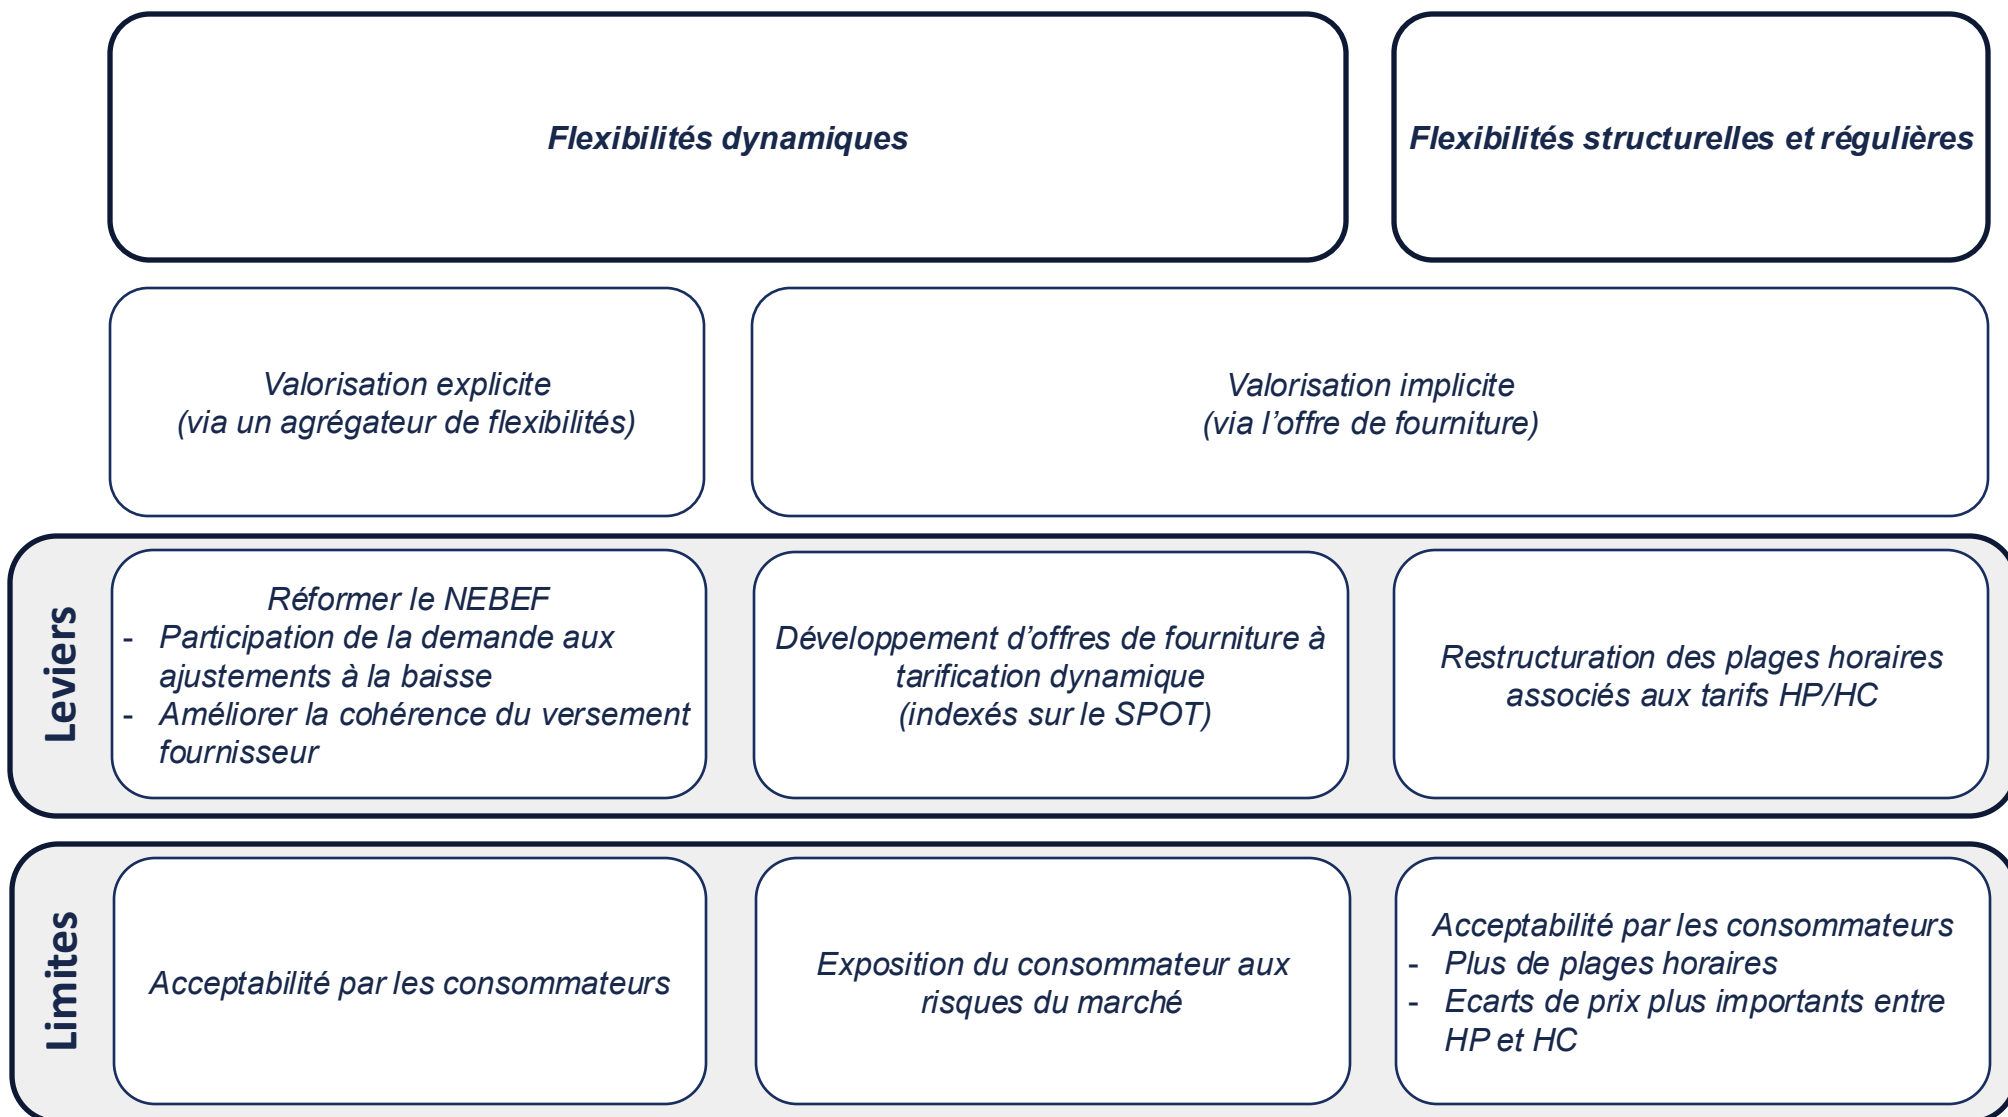 Flexibilités dynamiques
Flexibilités structurelles et régulières
Valorisation explicite
(via un agrégateur de flexibilités)
Valorisation implicite
(via l’offre de fourniture)
Leviers
Réformer le NEBEF
- Participation de la demande aux
ajustements à la baisse
- Améliorer la cohérence du versement
fournisseur
Développement d’offres de fourniture à
tarification dynamique
(indexés sur le SPOT)
Restructuration des plages horaires
associés aux tarifs HP/HC
Limites
Acceptabilité par les consommateurs
Exposition du consommateur aux
risques du marché
Acceptabilité par les consommateurs
- Plus de plages horaires
- Ecarts de prix plus importants entre
HP et HC